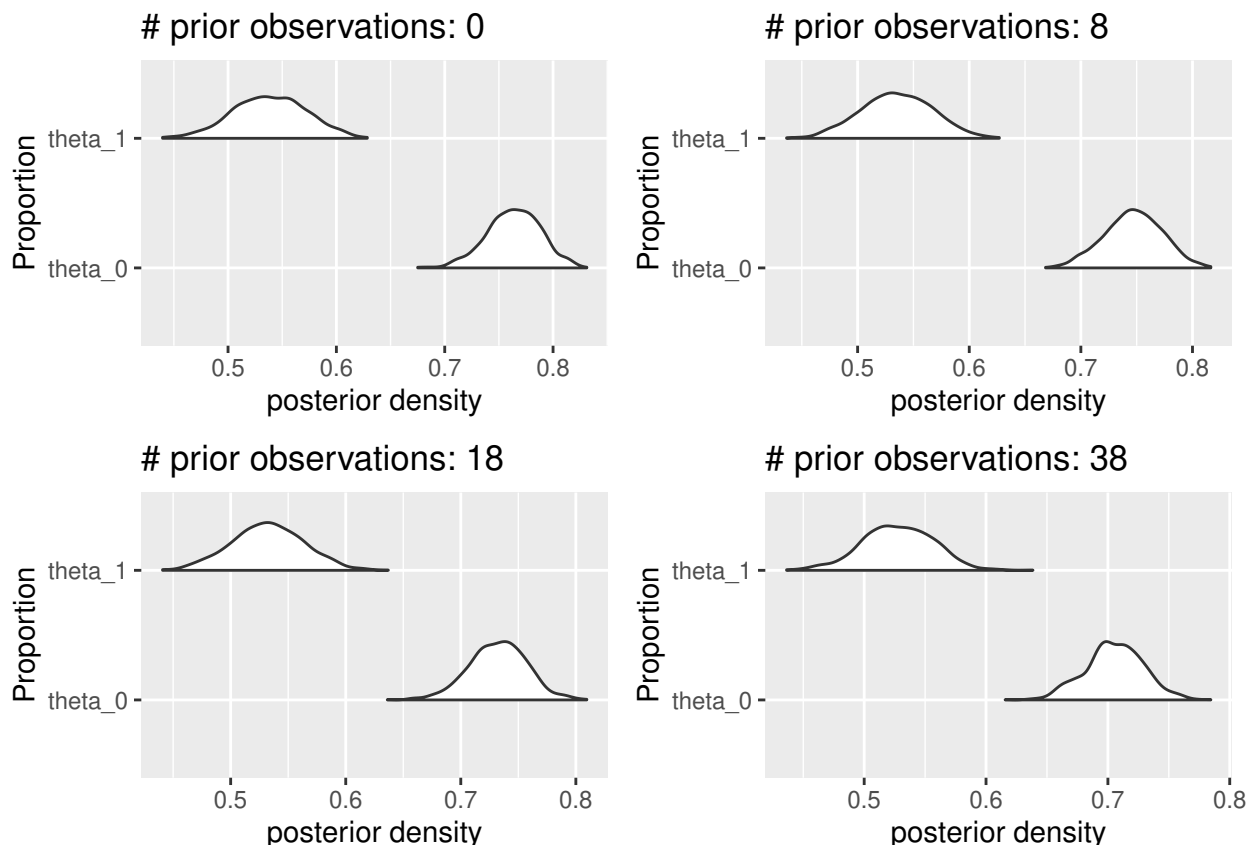 # prior observations: 0
Proportion
theta_1
theta_0
0.5 0.6 0.7 0.8
posterior density
# prior observations: 8
Proportion
theta_1
theta_0
0.5 0.6 0.7 0.8
posterior density
# prior observations: 18
Proportion
theta_1
theta_0
0.5 0.6 0.7 0.8
posterior density
# prior observations: 38
Proportion
theta_1
theta_0
0.5 0.6 0.7 0.8
posterior density